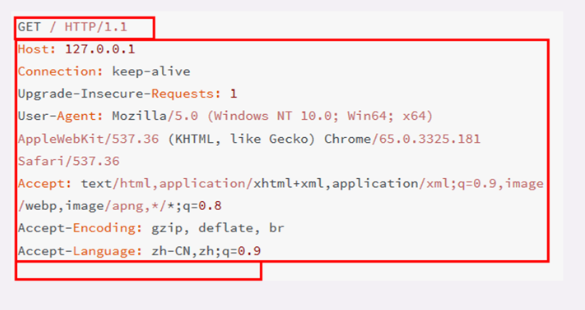 GET / HTTP/1.1
Host: 127.0.0.1
Connection: keep-alive
Upgrade-Insecure-Requests: 1
User-Agent: Mozilla/5.0 (Windows NT 10.0; Win64; x64)
AppleWebKit/537.36 (KHTML, like Gecko) Chrome/65.0.3325.181
Safari/537.36
Accept: text/html,application/xhtml+xml,application/xml;q=0.9,image
/webp,image/apng,*/*;q=0.8
Accept-Encoding: gzip, deflate, br
Accept-Language: zh-CN,zh;q=0.9